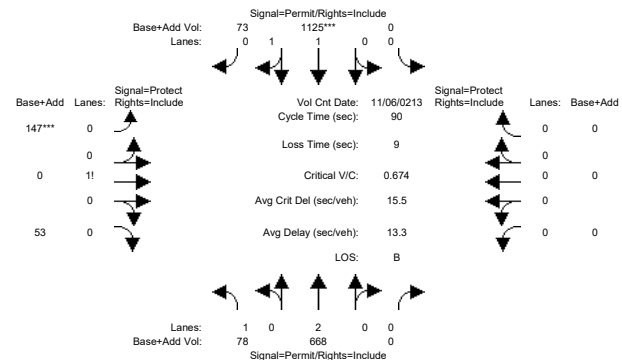 Signal=Permit/Rights=Include
Base+Add Vol: 73 1125*** 0
Lanes: 0 1 1 0 0
Signal=Protect Signal=Protect
Base+Add Lanes: Rights=Include Vol Cnt Date: 11/06/0213 Rights=Include Lanes: Base+Add
Cycle Time (sec): 90
147*** 0 0 0
Loss Time (sec): 9
0 0
0 1! Critical V/C: 0.674 0 0
0 Avg Crit Del (sec/veh): 15.5 0
53 0 Avg Delay (sec/veh): 13.3 0 0
LOS: B
Lanes: 1 0 2 0 0
Base+Add Vol: 78 668 0
Signal=Permit/Rights=Include